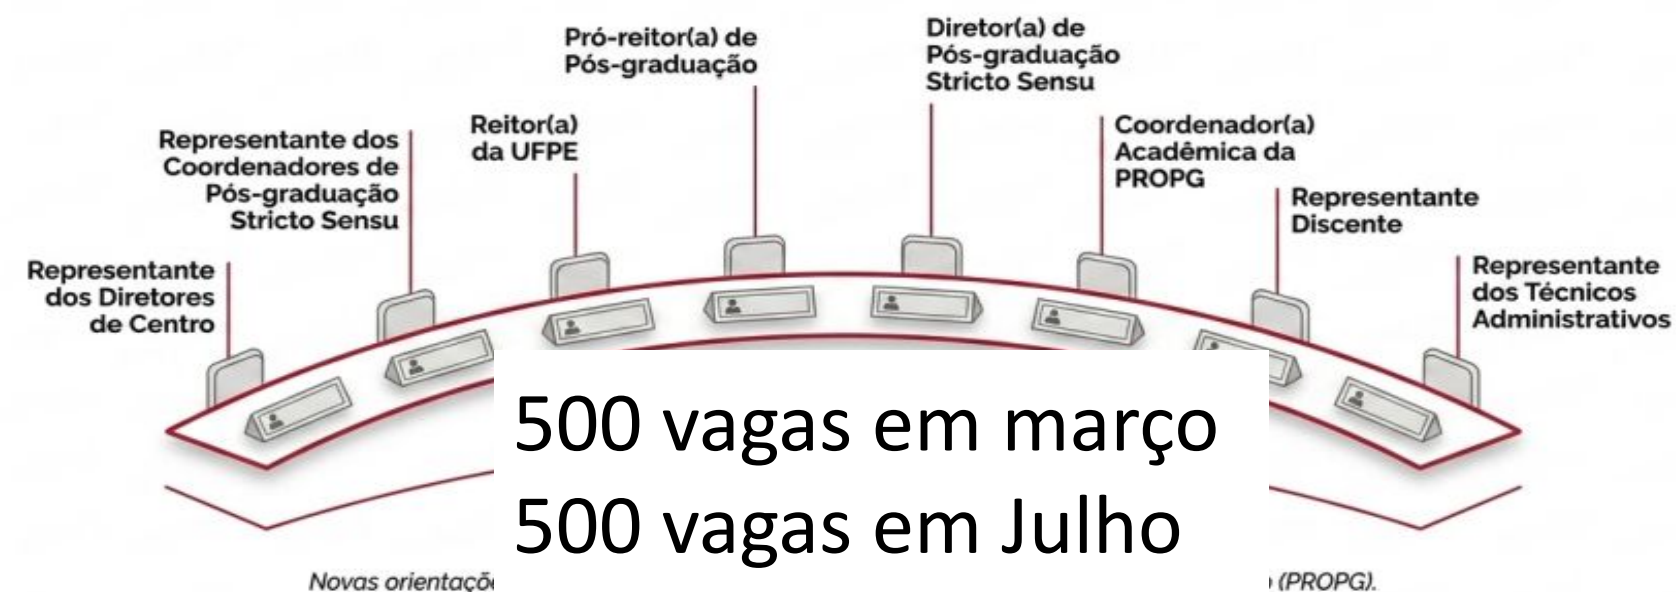 Representante
dos Diretores
de Centro
Representante dos
Coordenadores de
Pós-graduação
Stricto Sensu
Reitor(a)
da UFPE
Pró-reitor(a) de
Pós-graduação
Diretor(a) de
Pós-graduação
Stricto Sensu
Coordenador(a)
Acadêmica da
PROPG
Representante
Discente
Representante
dos Técnicos
Administrativos
500 vagas em março
500 vagas em Julho
Novas (PROPG).